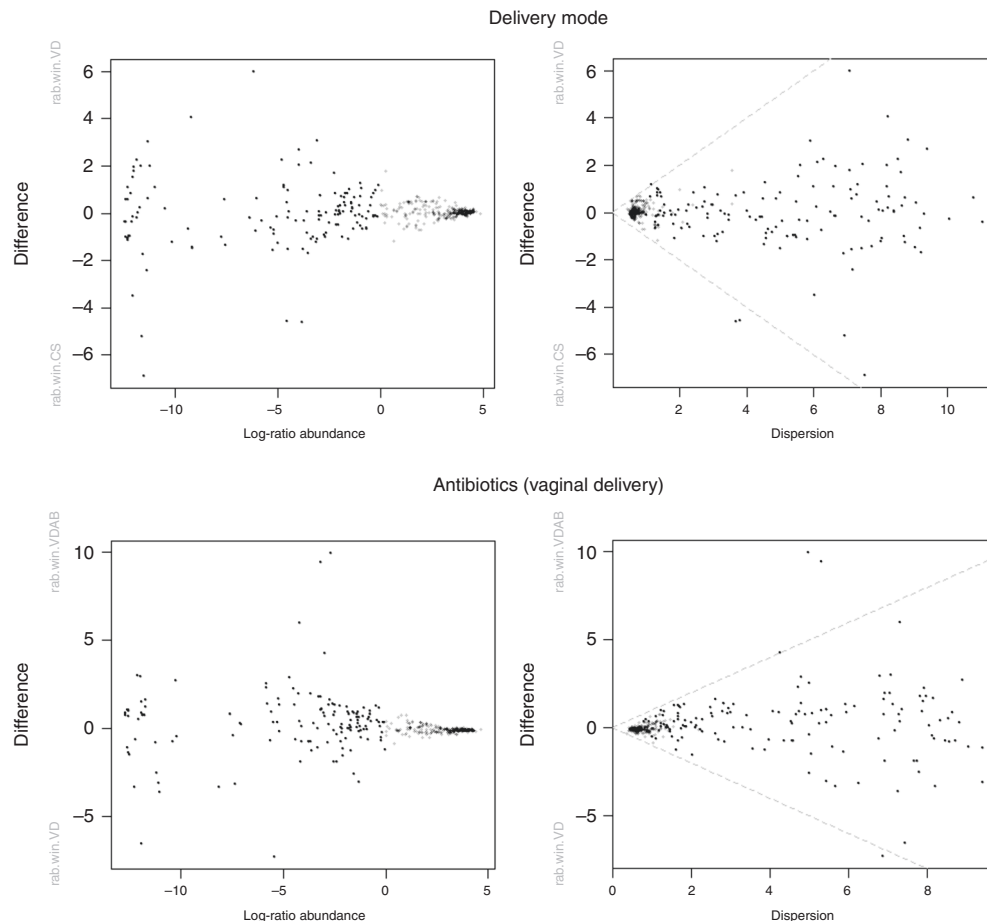 Delivery mode
rab.win.VD
rab.win.CS
Difference
6
4
2
0
−2
−4
−6
−10
−5
0
5
Log-ratio abundance
rab.win.VD
rab.win.CS
Difference
6
4
2
0
−2
−4
−6
2
4
6
8
10
Dispersion
Antibiotics (vaginal delivery)
rab.win.VDAB
rab.win.VD
Difference
10
5
0
−5
−10
−5
0
5
Log-ratio abundance
rab.win.VDAB
rab.win.VD
Difference
10
5
0
−5
0
2
4
6
8
Dispersion